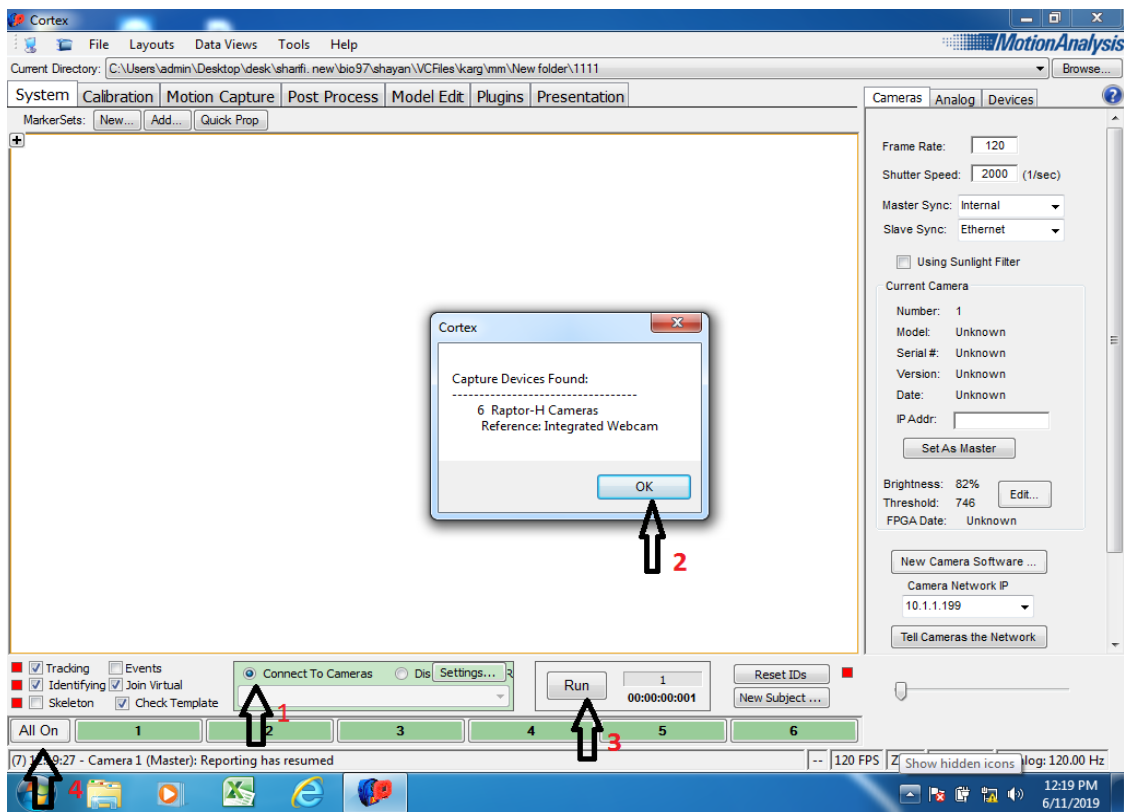 Cortex
File Layouts Data Views Tools Help
MotionAnalysis
Current Directory: C:\Users\admin\Desktop\desk\sharifi. new\bio97\shayan\VCFiles\karg\mm\New folder\1111
Browse...
System Calibration Motion Capture Post Process Model Edit Plugins Presentation
Cameras Analog Devices
MarkerSets: New... Add... Quick Prop
Frame Rate: 120
Shutter Speed: 2000 (1/sec)
Master Sync: Internal
Slave Sync: Ethernet
Using Sunlight Filter
Current Camera
Number: 1
Model: Unknown
Serial #: Unknown
Version: Unknown
Date: Unknown
IP Addr:
Set As Master
Brightness: 82%
Threshold: 746
Edit...
FPGA Date: Unknown
New Camera Software ...
Camera Network IP
10.1.1.199
Tell Cameras the Network
Cortex
Capture Devices Found:
----------------------------------
6 Raptor-H Cameras
Reference: Integrated Webcam
OK
2
Tracking Events
Identifying Join Virtual
Skeleton Check Template
Connect To Cameras Dis Settings...
1
Run
1
00:00:00:001
3
Reset IDs
New Subject ...
All On 1 2 3 4 5 6
4
Camera 1 (Master): Reporting has resumed
-- 120 FPS
Show hidden icons
log: 120.00 Hz
12:19 PM
6/11/2019